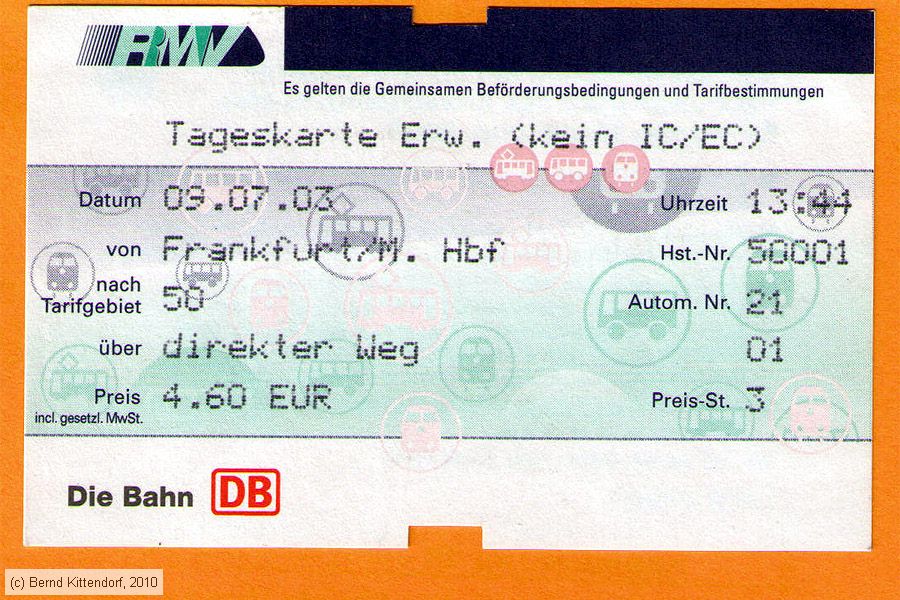 RMV
Es gelten die Gemeinsamen Beförderungsbedingungen und Tarifbestimmungen
Tageskarte Erw. (kein IC/EC)
Datum 09.07.03 Uhrzeit 13:44
von Frankfurt/M. Hbf Hst.-Nr. 50001
nach Tarifgebiet 50 Autom. Nr. 21
über direkter Weg 01
Preis 4.60 EUR Preis-St. 3
incl. gesetzl. MwSt.
Die Bahn DB
(c) Bernd Kittendorf, 2010